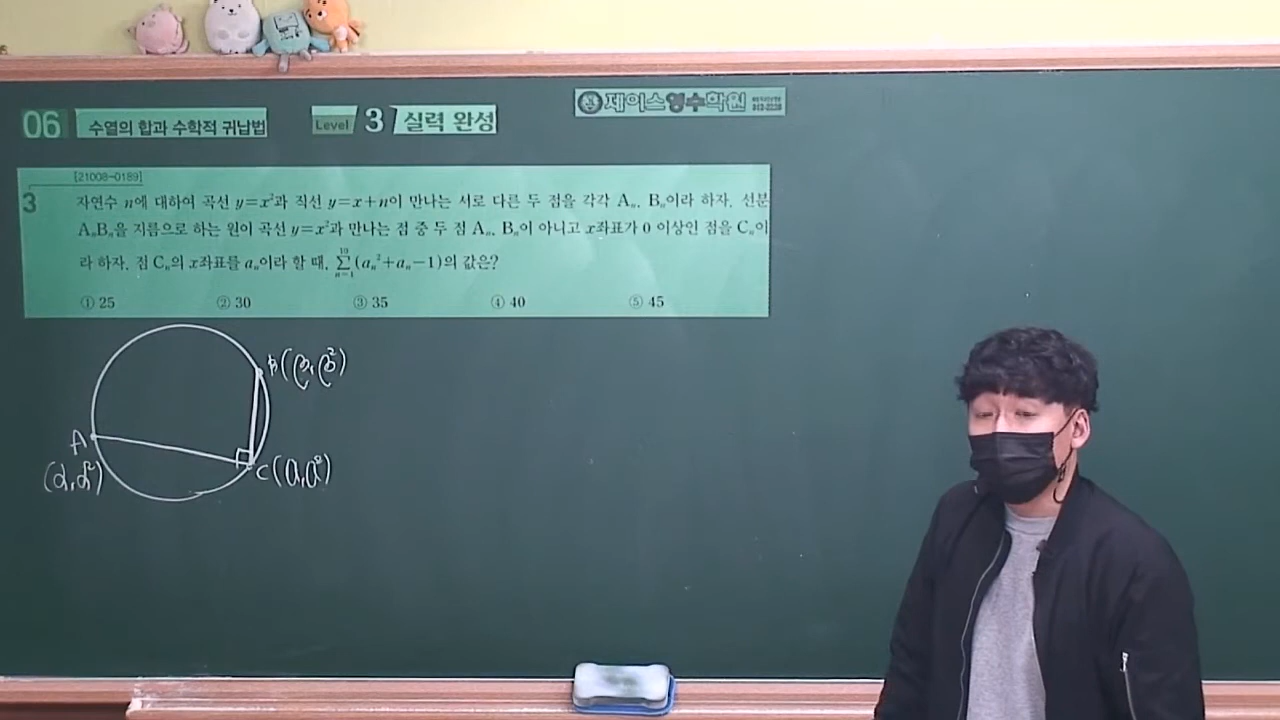 06 수열의 합과 수학적 귀납법 Level 3 실력 완성 제이스영수학원
[21008-0189]
3 자연수 n에 대하여 곡선 y=x²과 직선 y=x+n이 만나는 서로 다른 두 점을 각각 Aₙ, Bₙ이라 하자. 선분
AₙBₙ을 지름으로 하는 원이 곡선 y=x²과 만나는 점 중 두 점 Aₙ, Bₙ이 아니고 x좌표가 0 이상인 점을 Cₙ이
라 하자. 점 Cₙ의 x좌표를 aₙ이라 할 때, ∑ₙ₌₁¹⁰(aₙ²+aₙ-1)의 값은?
① 25 ② 30 ③ 35 ④ 40 ⑤ 45
B(β, β²)
A
(α, α²)
C(a, a²)